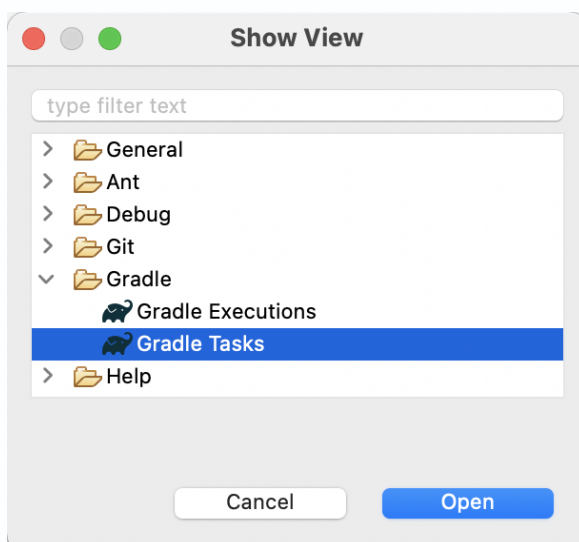 Show View
type filter text
General
Ant
Debug
Git
Gradle
Gradle Executions
Gradle Tasks
Help
Cancel
Open